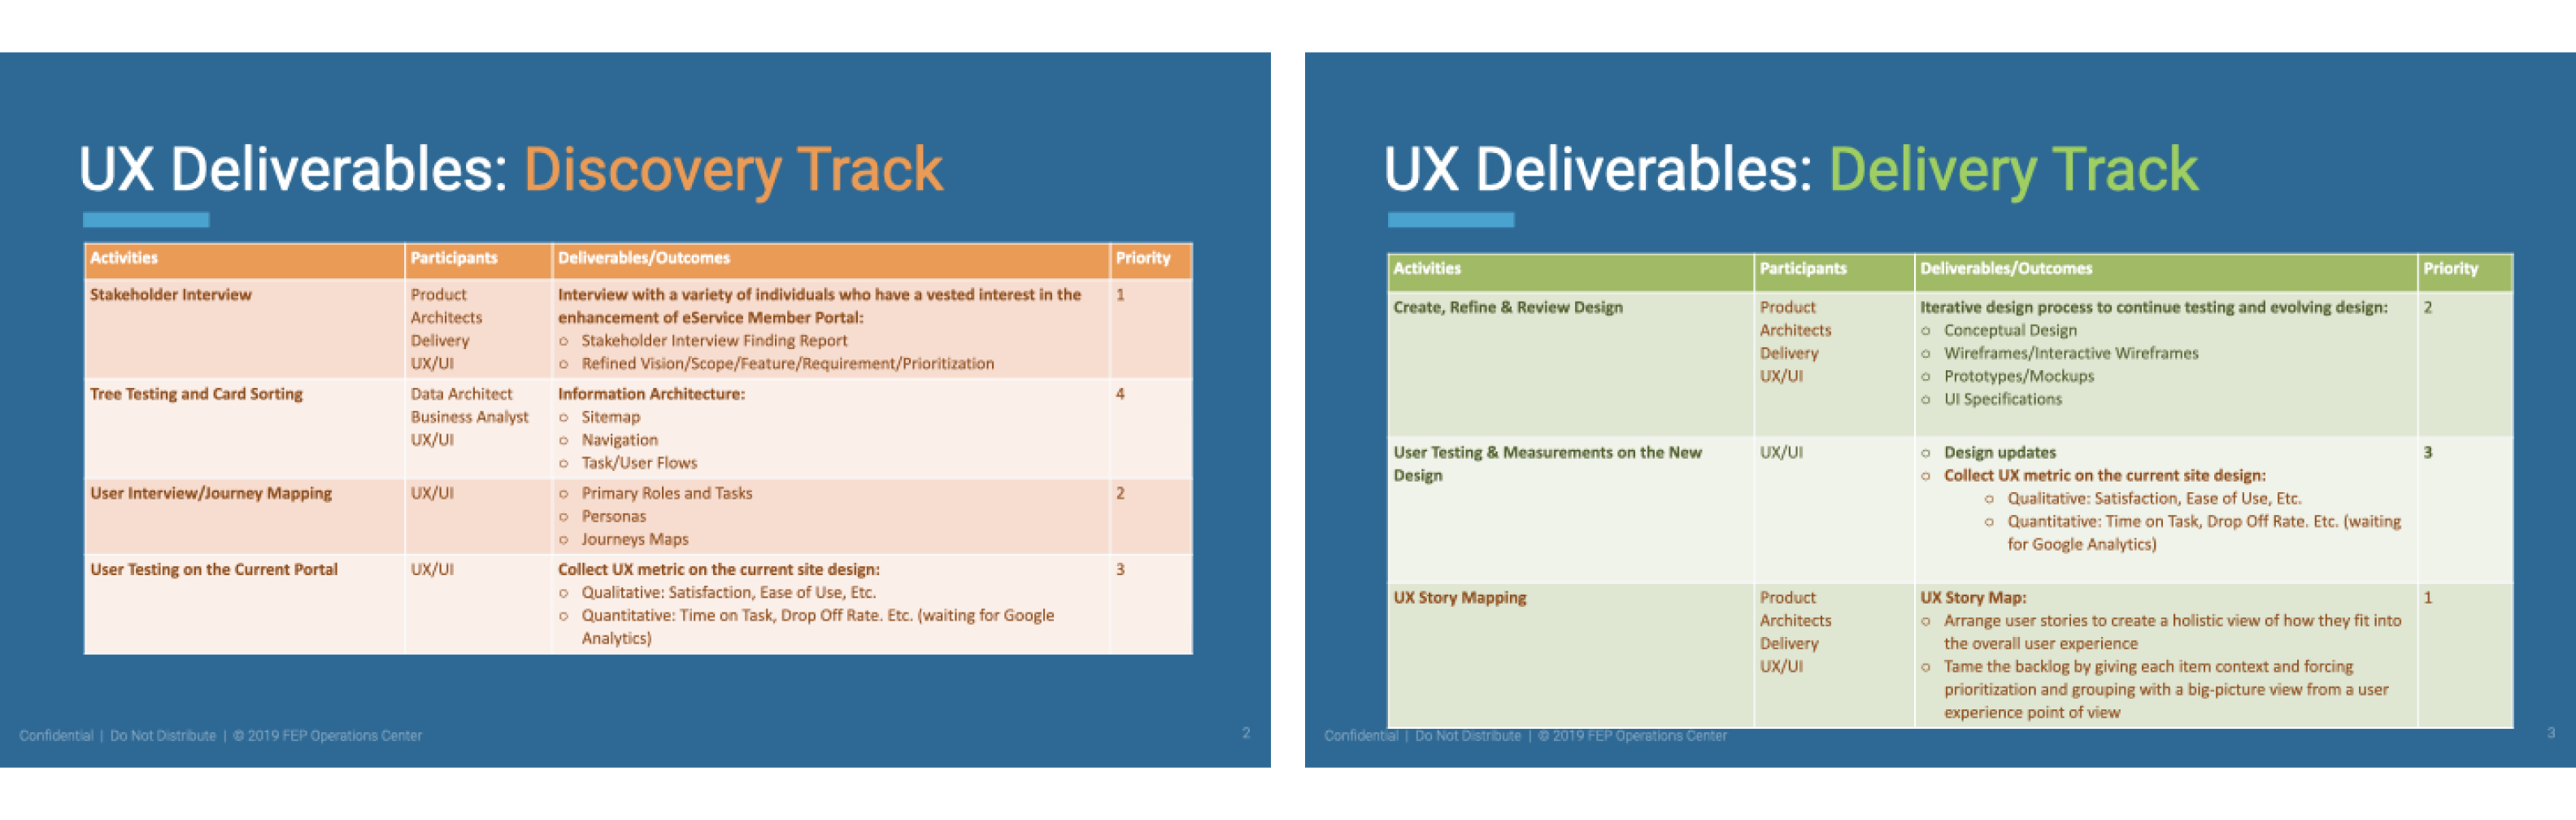 UX Deliverables: Discovery Track
Activities Participants Deliverables/Outcomes Priority
Stakeholder Interview Product Interview with a variety of individuals who have a vested interest in the 1
Architects enhancement of eService Member Portal:
Delivery ○ Stakeholder Interview Finding Report
UX/UI ○ Refined Vision/Scope/Feature/Requirement/Prioritization
Tree Testing and Card Sorting Data Architect Information Architecture: 4
Business Analyst ○ Sitemap
UX/UI ○ Navigation
○ Task/User Flows
User Interview/Journey Mapping UX/UI ○ Primary Roles and Tasks 2
○ Personas
○ Journeys Maps
User Testing on the Current Portal UX/UI Collect UX metric on the current site design: 3
○ Qualitative: Satisfaction, Ease of Use, Etc.
○ Quantitative: Time on Task, Drop Off Rate. Etc. (waiting for Google
Analytics)
Confidential | Do Not Distribute | © 2019 FEP Operations Center 2
UX Deliverables: Delivery Track
Activities Participants Deliverables/Outcomes Priority
Create, Refine & Review Design Product Iterative design process to continue testing and evolving design: 2
Architects ○ Conceptual Design
Delivery ○ Wireframes/Interactive Wireframes
UX/UI ○ Prototypes/Mockups
○ UI Specifications
User Testing & Measurements on the New UX/UI ○ Design updates 3
Design ○ Collect UX metric on the current site design:
○ Qualitative: Satisfaction, Ease of Use, Etc.
○ Quantitative: Time on Task, Drop Off Rate. Etc. (waiting
for Google Analytics)
UX Story Mapping Product UX Story Map: 1
Architects ○ Arrange user stories to create a holistic view of how they fit into
Delivery the overall user experience
UX/UI ○ Tame the backlog by giving each item context and forcing
prioritization and grouping with a big-picture view from a user
experience point of view
Confidential | Do Not Distribute | © 2019 FEP Operations Center 3